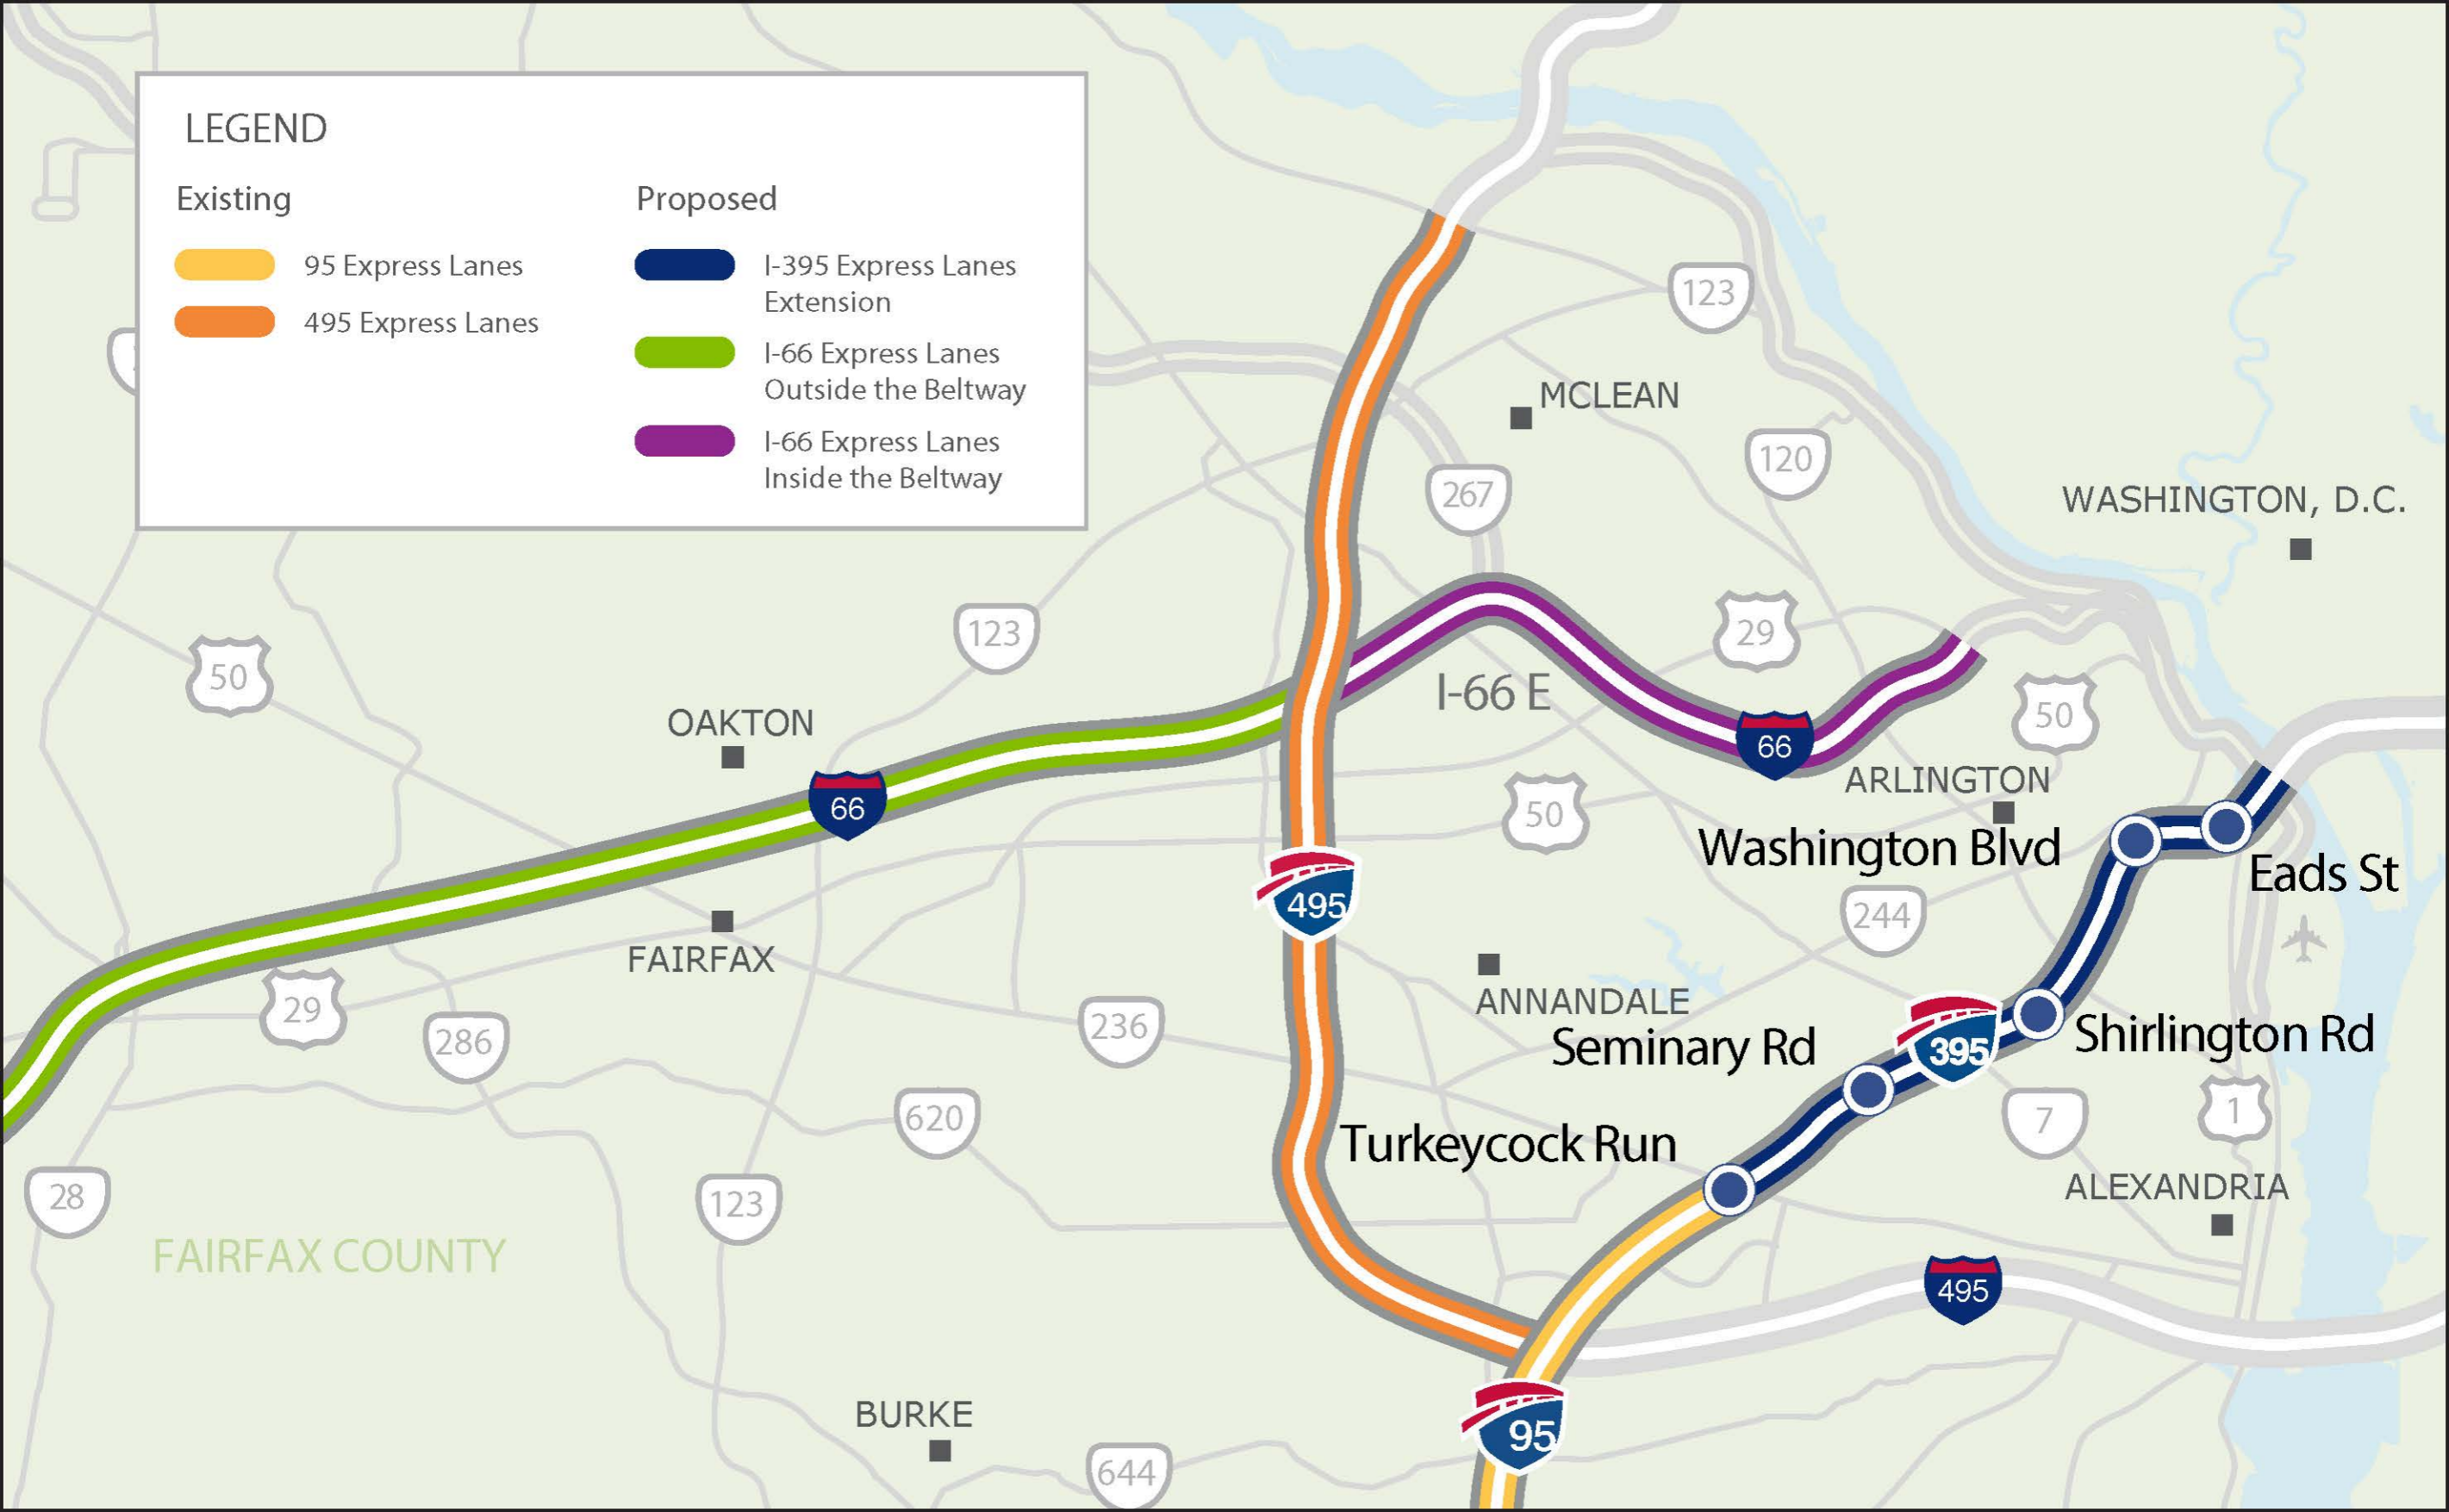 LEGEND
Existing
95 Express Lanes
495 Express Lanes
Proposed
I-395 Express Lanes
Extension
I-66 Express Lanes
Outside the Beltway
I-66 Express Lanes
Inside the Beltway
123
MCLEAN
120
267
WASHINGTON, D.C.
123
29
50
I-66 E
50
OAKTON
66
66
ARLINGTON
50
Washington Blvd
Eads St
495
244
FAIRFAX
ANNANDALE
29
286
236
Seminary Rd
395
Shirlington Rd
620
7
1
Turkeycock Run
28
123
ALEXANDRIA
FAIRFAX COUNTY
495
BURKE
95
644